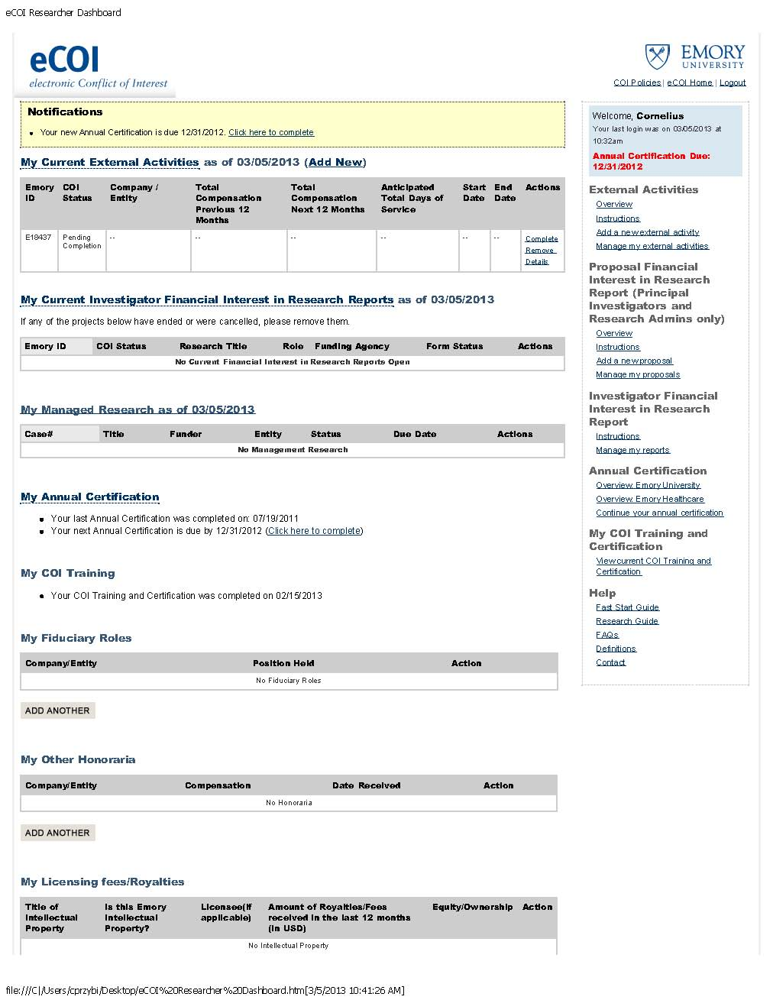 eCOI Researcher Dashboard
eCOI
electronic Conflict of Interest
EMORY
UNIVERSITY
COI Policies | eCOI Home | Logout
Notifications
Your new Annual Certification is due 12/31/2012. Click here to complete
My Current External Activities as of 03/05/2013 (Add New)
Emory ID COI Status Company / Entity Total Compensation Previous 12 Months Total Compensation Next 12 Months Anticipated Total Days of Service Start Date End Date Actions
E18437 Pending Completion -- -- -- -- -- -- Complete
Remove
Details
My Current Investigator Financial Interest in Research Reports as of 03/05/2013
If any of the projects below have ended or were cancelled, please remove them.
Emory ID COI Status Research Title Role Funding Agency Form Status Actions
No Current Financial Interest in Research Reports Open
My Managed Research as of 03/05/2013
Case# Title Funder Entity Status Due Date Actions
No Management Research
My Annual Certification
Your last Annual Certification was completed on: 07/19/2011
Your next Annual Certification is due by 12/31/2012 (Click here to complete)
My COI Training
Your COI Training and Certification was completed on 02/15/2013
My Fiduciary Roles
Company/Entity Position Held Action
No Fiduciary Roles
ADD ANOTHER
My Other Honoraria
Company/Entity Compensation Date Received Action
No Honoraria
ADD ANOTHER
My Licensing fees/Royalties
Title of Intellectual Property Is this Emory Intellectual Property? Licensee(if applicable) Amount of Royalties/Fees received in the last 12 months (in USD) Equity/Ownership Action
No Intellectual Property
Welcome, Cornelius
Your last login was on 03/05/2013 at
10:32am
Annual Certification Due:
12/31/2012
External Activities
Overview
Instructions
Add a new external activity
Manage my external activities
Proposal Financial
Interest in Research
Report (Principal
Investigators and
Research Admins only)
Overview
Instructions
Add a new proposal
Manage my proposals
Investigator Financial
Interest in Research
Report
Instructions
Manage my reports
Annual Certification
Overview: Emory University
Overview: Emory Healthcare
Continue your annual certification
My COI Training and
Certification
View current COI Training and
Certification
Help
Fast Start Guide
Research Guide
FAQs
Definitions
Contact
file:///C|/Users/cprzybi/Desktop/eCOI%20Researcher%20Dashboard.htm[3/5/2013 10:41:26 AM]